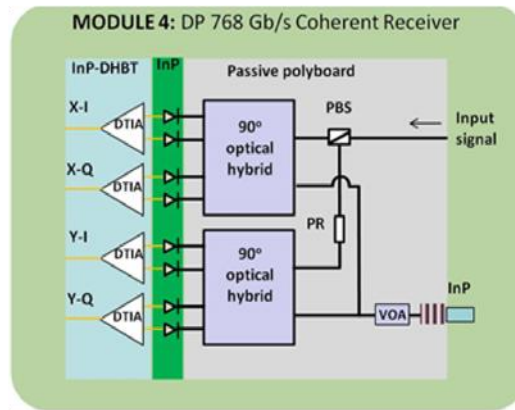 MODULE 4: DP 768 Gb/s Coherent Receiver
InP-DHBT
InP
Passive polyboard
X-I
DTIA
X-Q
DTIA
Y-I
DTIA
Y-Q
DTIA
90°
optical
hybrid
90°
optical
hybrid
PBS
Input
signal
PR
InP
VOA